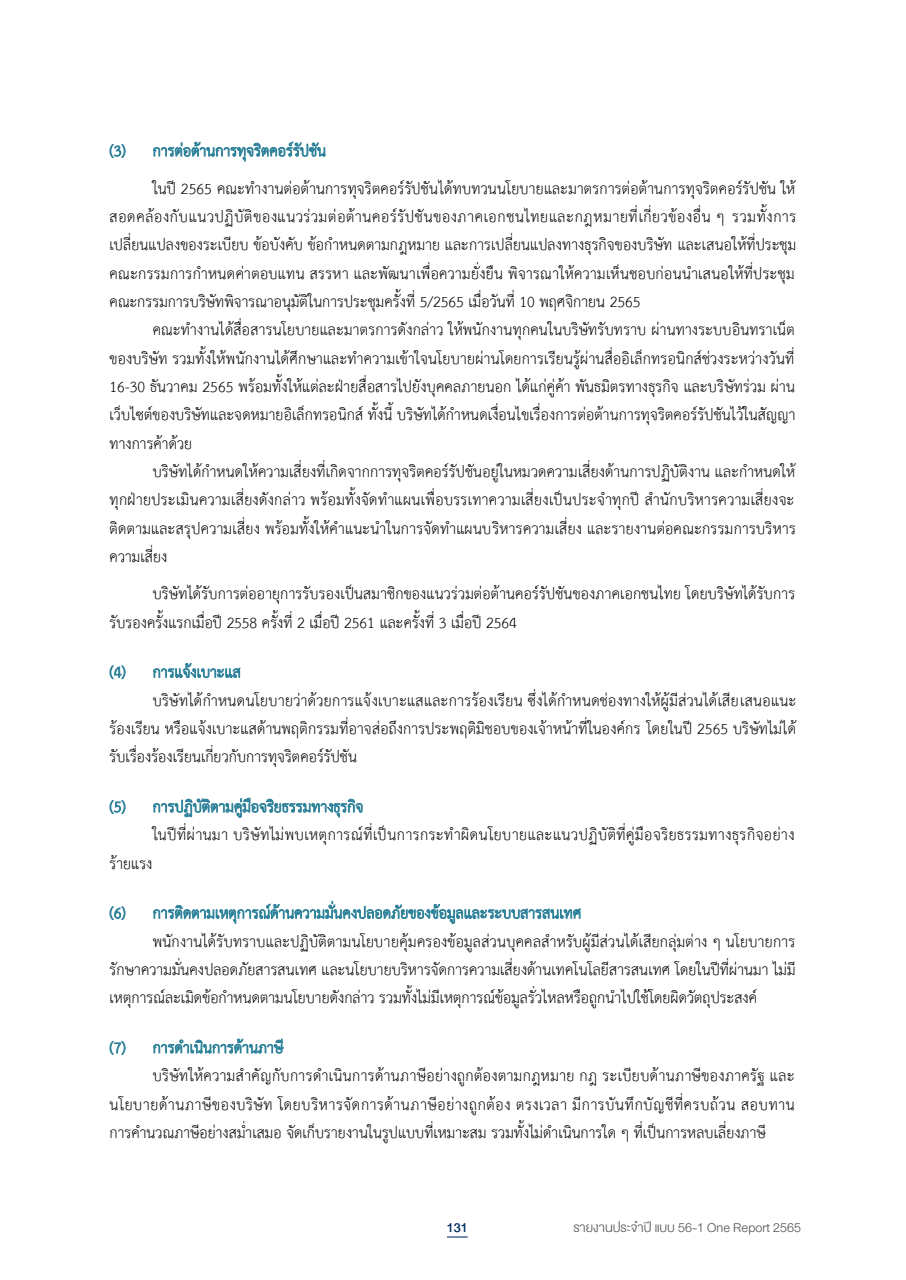 (3) การต่อต้านการทุจริตคอร์รัปชัน
ในปี 2565 คณะทำงานต่อต้านการทุจริตคอร์รัปชันได้ทบทวนนโยบายและมาตรการต่อต้านการทุจริตคอร์รัปชัน ให้
สอดคล้องกับแนวปฏิบัติของแนวร่วมต่อต้านคอร์รัปชันของภาคเอกชนไทยและกฎหมายที่เกี่ยวข้องอื่น ๆ รวมทั้งการ
เปลี่ยนแปลงของระเบียบ ข้อบังคับ ข้อกำหนดตามกฎหมาย และการเปลี่ยนแปลงทางธุรกิจของบริษัท และเสนอให้ที่ประชุม
คณะกรรมการกำหนดค่าตอบแทน สรรหา และพัฒนาเพื่อความยั่งยืน พิจารณาให้ความเห็นชอบก่อนนำเสนอให้ที่ประชุม
คณะกรรมการบริษัทพิจารณาอนุมัติในการประชุมครั้งที่ 5/2565 เมื่อวันที่ 10 พฤศจิกายน 2565
คณะทำงานได้สื่อสารนโยบายและมาตรการดังกล่าว ให้พนักงานทุกคนในบริษัทรับทราบ ผ่านทางระบบอินทราเน็ต
ของบริษัท รวมทั้งให้พนักงานได้ศึกษาและทำความเข้าใจนโยบายผ่านโดยการเรียนรู้ผ่านสื่ออิเล็กทรอนิกส์ช่วงระหว่างวันที่
16-30 ธันวาคม 2565 พร้อมทั้งให้แต่ละฝ่ายสื่อสารไปยังบุคคลภายนอก ได้แก่คู่ค้า พันธมิตรทางธุรกิจ และบริษัทร่วม ผ่าน
เว็บไซต์ของบริษัทและจดหมายอิเล็กทรอนิกส์ ทั้งนี้ บริษัทได้กำหนดเงื่อนไขเรื่องการต่อต้านการทุจริตคอร์รัปชันไว้ในสัญญา
ทางการค้าด้วย
บริษัทได้กำหนดให้ความเสี่ยงที่เกิดจากการทุจริตคอร์รัปชันอยู่ในหมวดความเสี่ยงด้านการปฏิบัติงาน และกำหนดให้
ทุกฝ่ายประเมินความเสี่ยงดังกล่าว พร้อมทั้งจัดทำแผนเพื่อบรรเทาความเสี่ยงเป็นประจำทุกปี สำนักบริหารความเสี่ยงจะ
ติดตามและสรุปความเสี่ยง พร้อมทั้งให้คำแนะนำในการจัดทำแผนบริหารความเสี่ยง และรายงานต่อคณะกรรมการบริหาร
ความเสี่ยง
บริษัทได้รับการต่ออายุการรับรองเป็นสมาชิกของแนวร่วมต่อต้านคอร์รัปชันของภาคเอกชนไทย โดยบริษัทได้รับการ
รับรองครั้งแรกเมื่อปี 2558 ครั้งที่ 2 เมื่อปี 2561 และครั้งที่ 3 เมื่อปี 2564
(4) การแจ้งเบาะแส
บริษัทได้กำหนดนโยบายว่าด้วยการแจ้งเบาะแสและการร้องเรียน ซึ่งได้กำหนดช่องทางให้ผู้มีส่วนได้เสียเสนอแนะ
ร้องเรียน หรือแจ้งเบาะแสด้านพฤติกรรมที่อาจส่อถึงการประพฤติมิชอบของเจ้าหน้าที่ในองค์กร โดยในปี 2565 บริษัทไม่ได้
รับเรื่องร้องเรียนเกี่ยวกับการทุจริตคอร์รัปชัน
(5) การปฏิบัติตามคู่มือจริยธรรมทางธุรกิจ
ในปีที่ผ่านมา บริษัทไม่พบเหตุการณ์ที่เป็นการกระทำผิดนโยบายและแนวปฏิบัติที่คู่มือจริยธรรมทางธุรกิจอย่าง
ร้ายแรง
(6) การติดตามเหตุการณ์ด้านความมั่นคงปลอดภัยของข้อมูลและระบบสารสนเทศ
พนักงานได้รับทราบและปฏิบัติตามนโยบายคุ้มครองข้อมูลส่วนบุคคลสำหรับผู้มีส่วนได้เสียกลุ่มต่าง ๆ นโยบายการ
รักษาความมั่นคงปลอดภัยสารสนเทศ และนโยบายบริหารจัดการความเสี่ยงด้านเทคโนโลยีสารสนเทศ โดยในปีที่ผ่านมา ไม่มี
เหตุการณ์ละเมิดข้อกำหนดตามนโยบายดังกล่าว รวมทั้งไม่มีเหตุการณ์ข้อมูลรั่วไหลหรือถูกนำไปใช้โดยผิดวัตถุประสงค์
(7) การดำเนินการด้านภาษี
บริษัทให้ความสำคัญกับการดำเนินการด้านภาษีอย่างถูกต้องตามกฎหมาย กฎ ระเบียบด้านภาษีของภาครัฐ และ
นโยบายด้านภาษีของบริษัท โดยบริหารจัดการด้านภาษีอย่างถูกต้อง ตรงเวลา มีการบันทึกบัญชีที่ครบถ้วน สอบทาน
การคำนวณภาษีอย่างสม่ำเสมอ จัดเก็บรายงานในรูปแบบที่เหมาะสม รวมทั้งไม่ดำเนินการใด ๆ ที่เป็นการหลบเลี่ยงภาษี
131 รายงานประจำปี แบบ 56-1 One Report 2565